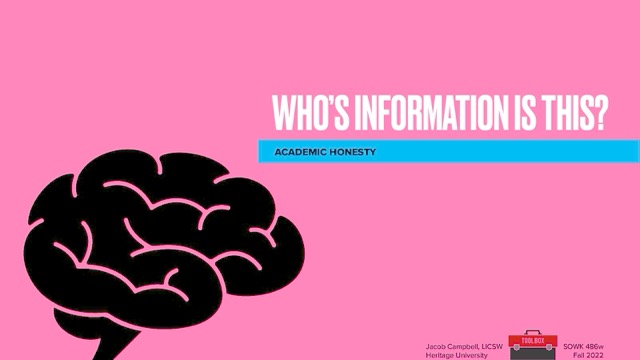 WHO'S INFORMATION IS THIS?
ACADEMIC HONESTY
Jacob Campbell, LICSW
Heritage University
TOOLBOX
SOWK 486w
Fall 2022